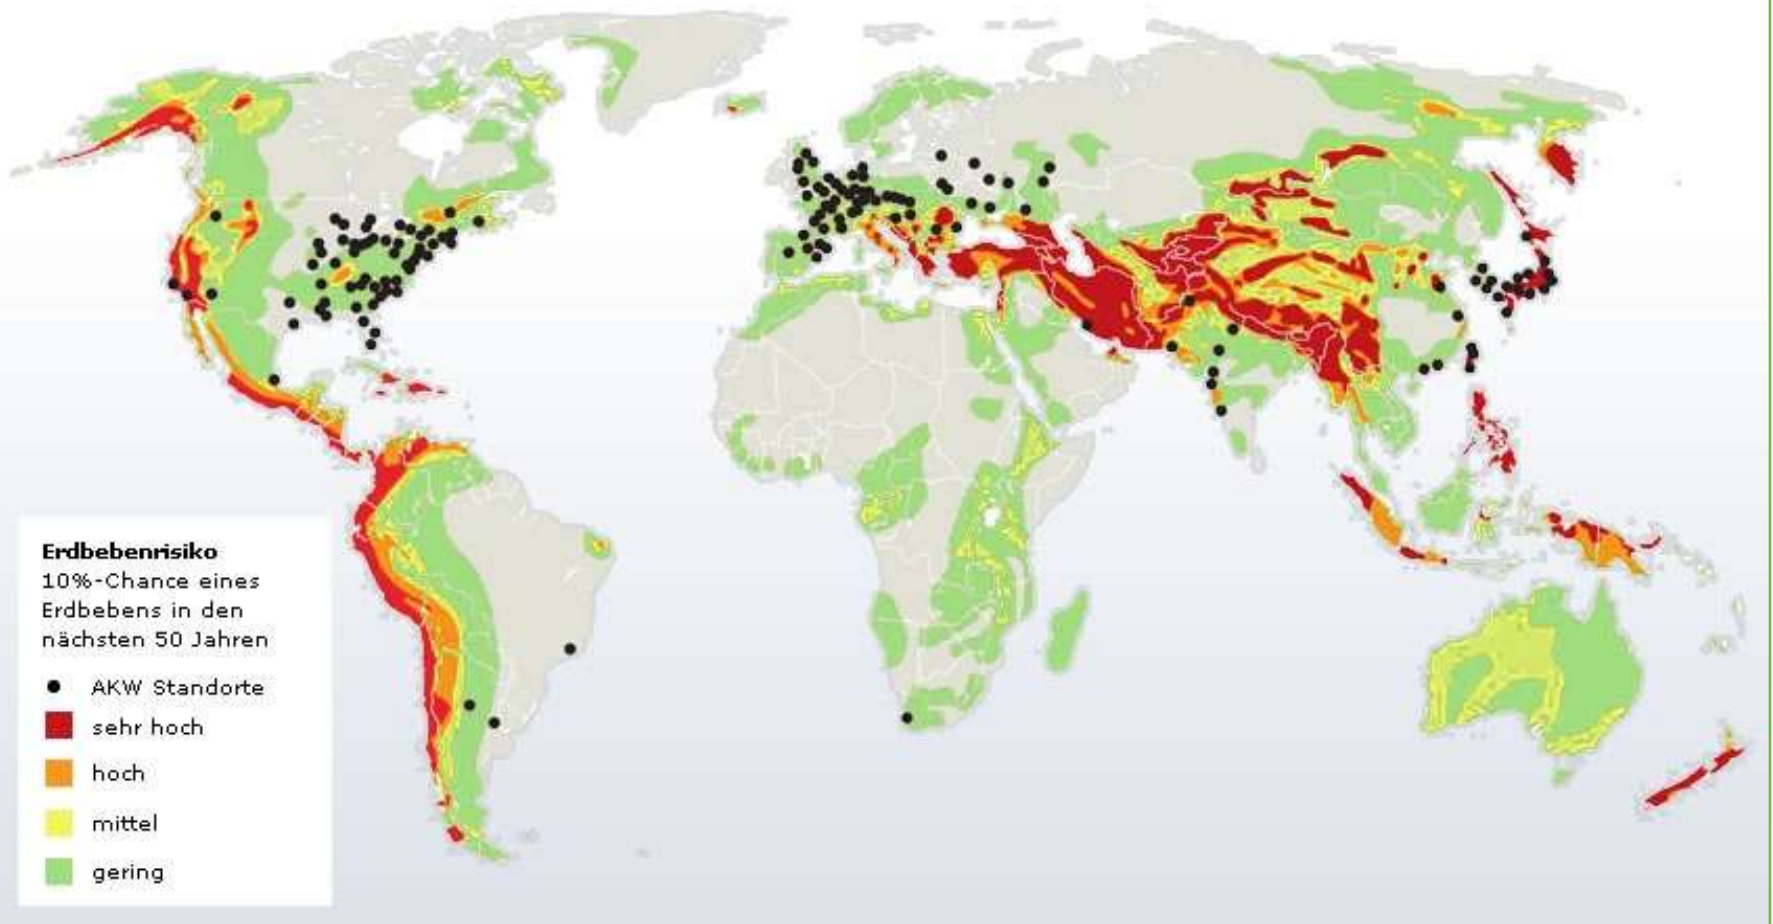 Erdbebenrisiko
10%-Chance eines
Erdbebens in den
nächsten 50 Jahren
AKW Standorte
sehr hoch
hoch
mittel
gering